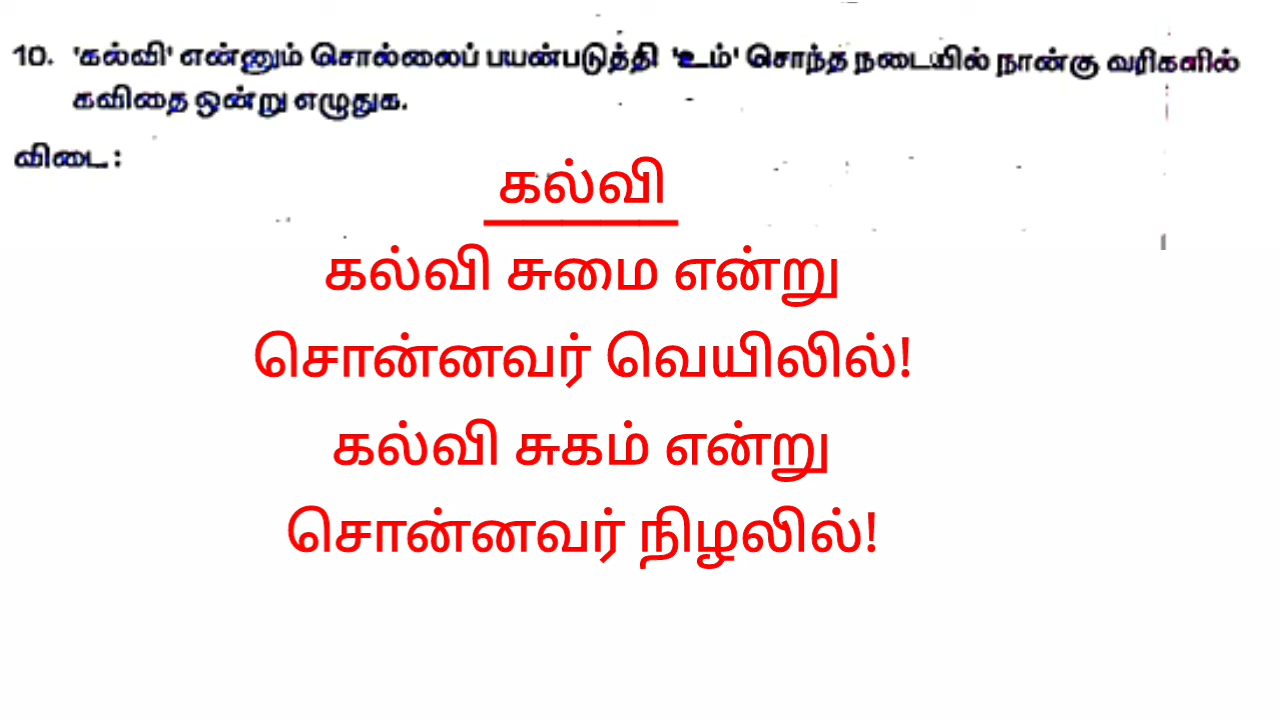 10. 'கல்வி' என்னும் சொல்லைப் பயன்படுத்தி 'உம்' சொந்த நடையில் நான்கு வரிகளில்
கவிதை ஒன்று எழுதுக.
விடை :
கல்வி
கல்வி சுமை என்று
சொன்னவர் வெயிலில்!
கல்வி சுகம் என்று
சொன்னவர் நிழலில்!